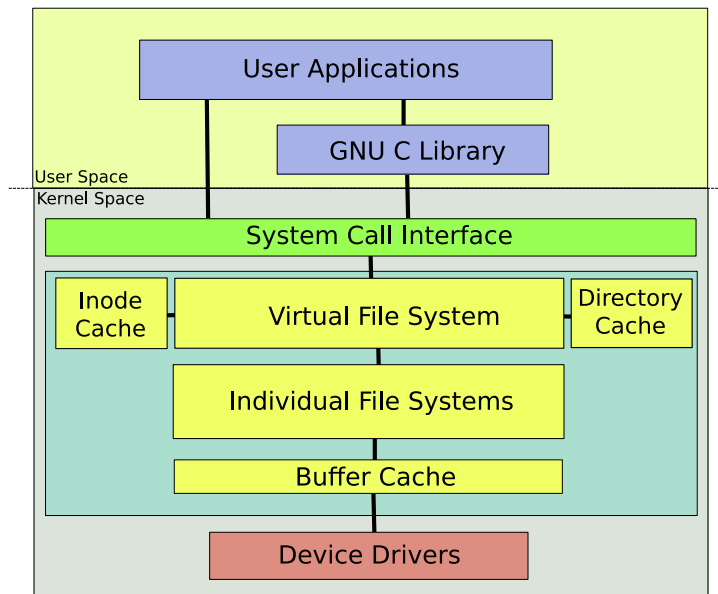 User Applications
GNU C Library
User Space
Kernel Space
System Call Interface
Inode
Cache
Virtual File System
Directory
Cache
Individual File Systems
Buffer Cache
Device Drivers